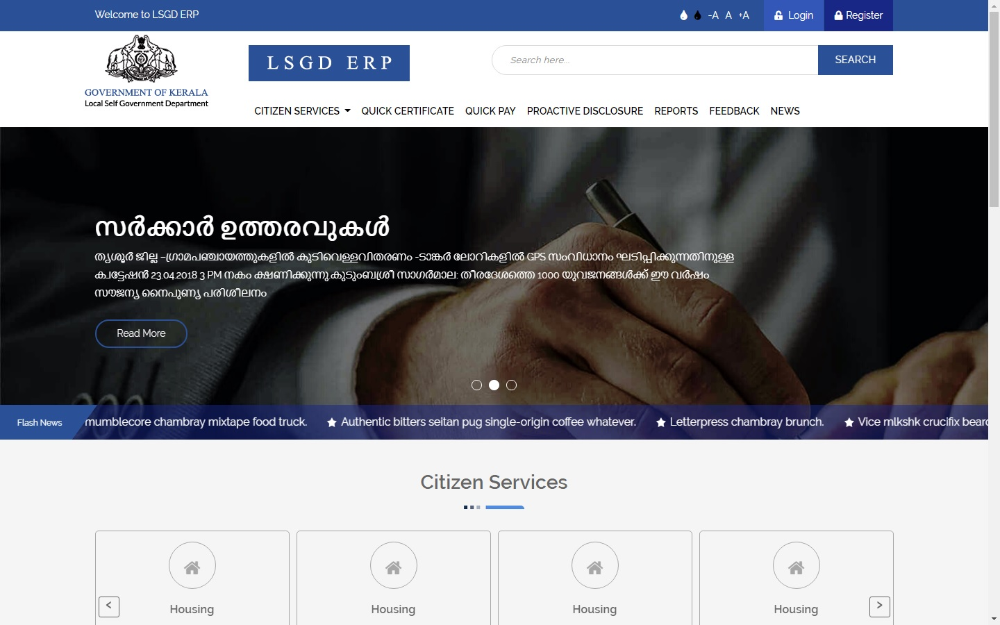 Welcome to LSGD ERP
-A A +A
Login
Register
GOVERNMENT OF KERALA
Local Self Government Department
LSGD ERP
Search here...
SEARCH
CITIZEN SERVICES
QUICK CERTIFICATE
QUICK PAY
PROACTIVE DISCLOSURE
REPORTS
FEEDBACK
NEWS
സർക്കാർ ഉത്തരവുകൾ
തൃശൂർ ജില്ല –ഗ്രാമപഞ്ചായത്തുകളിൽ കുടിവെള്ളവിതരണം -ടാങ്കർ ലോറികളിൽ GPS സംവിധാനം ഘടിപ്പിക്കുന്നതിനുള്ള
ക്വട്ടേഷൻ 23.04.2018 3 PM നകം ക്ഷണിക്കുന്നു.കുടുംബശ്രീ സാഗർമാല: തീരദേശത്തെ 1000 യുവജനങ്ങൾക്ക് ഈ വർഷം
സൗജന്യ നൈപുണ്യ പരിശീലനം
Read More
Flash News
mumblecore chambray mixtape food truck.
Authentic bitters seitan pug single-origin coffee whatever.
Letterpress chambray brunch.
Vice mlkshk crucifix beard
Citizen Services
Housing
Housing
Housing
Housing